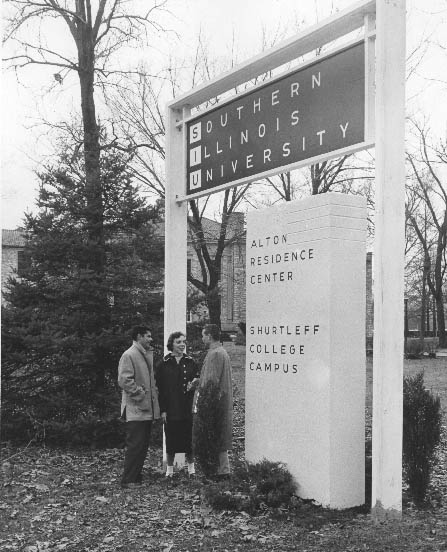 SOUTHERN
ILLINOIS
UNIVERSITY
ALTON
RESIDENCE
CENTER
SHURTLEFF
COLLEGE
CAMPUS